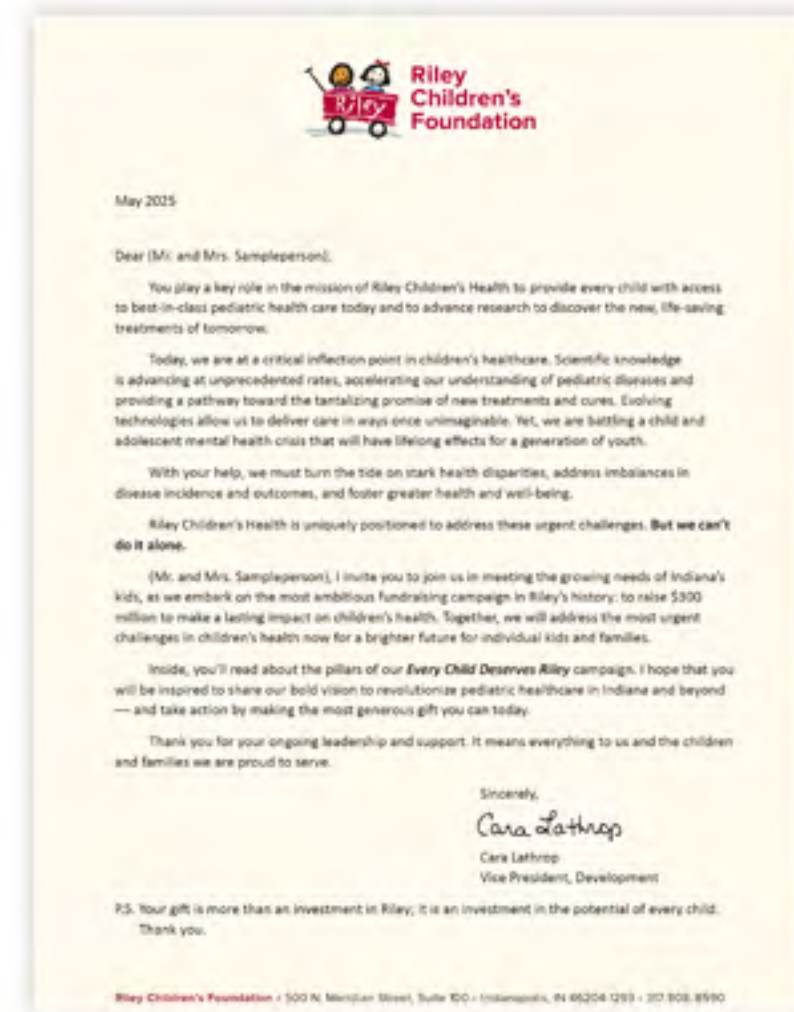 Riley
Riley
Children's
Foundation
May 2025
Dear (Mr. and Mrs. Sampleperson),
You play a key role in the mission of Riley Children's Health to provide every child with access
to best-in-class pediatric health care today and to advance research to discover the new, life-saving
treatments of tomorrow.
Today, we are at a critical inflection point in children's healthcare. Scientific knowledge
is advancing at unprecedented rates, accelerating our understanding of pediatric diseases and
providing a pathway toward the tantalizing promise of new treatments and cures. Evolving
technologies allow us to deliver care in ways once unimaginable. Yet, we are battling a child and
adolescent mental health crisis that will have lifelong effects for a generation of youth.
With your help, we must turn the tide on stark health disparities, address imbalances in
disease incidence and outcomes, and foster greater health and well-being.
Riley Children's Health is uniquely positioned to address these urgent challenges. But we can't
do it alone.
(Mr. and Mrs. Sampleperson), I invite you to join us in meeting the growing needs of Indiana's
kids, as we embark on the most ambitious fundraising campaign in Riley's history: to raise $300
million to make a lasting impact on children's health. Together, we will address the most urgent
challenges in children's health now for a brighter future for individual kids and families.
Inside, you'll read about the pillars of our Every Child Deserves Riley campaign. I hope that you
will be inspired to share our bold vision to revolutionize pediatric healthcare in Indiana and beyond
— and take action by making the most generous gift you can today.
Thank you for your ongoing leadership and support. It means everything to us and the children
and families we are proud to serve.
Sincerely,
Cara Lathrop
Cara Lathrop
Vice President, Development
P.S. Your gift is more than an investment in Riley; it is an investment in the potential of every child.
Thank you.
Riley Children's Foundation • 500 N. Meridian Street, Suite 100 • Indianapolis, IN 46204-1293 •